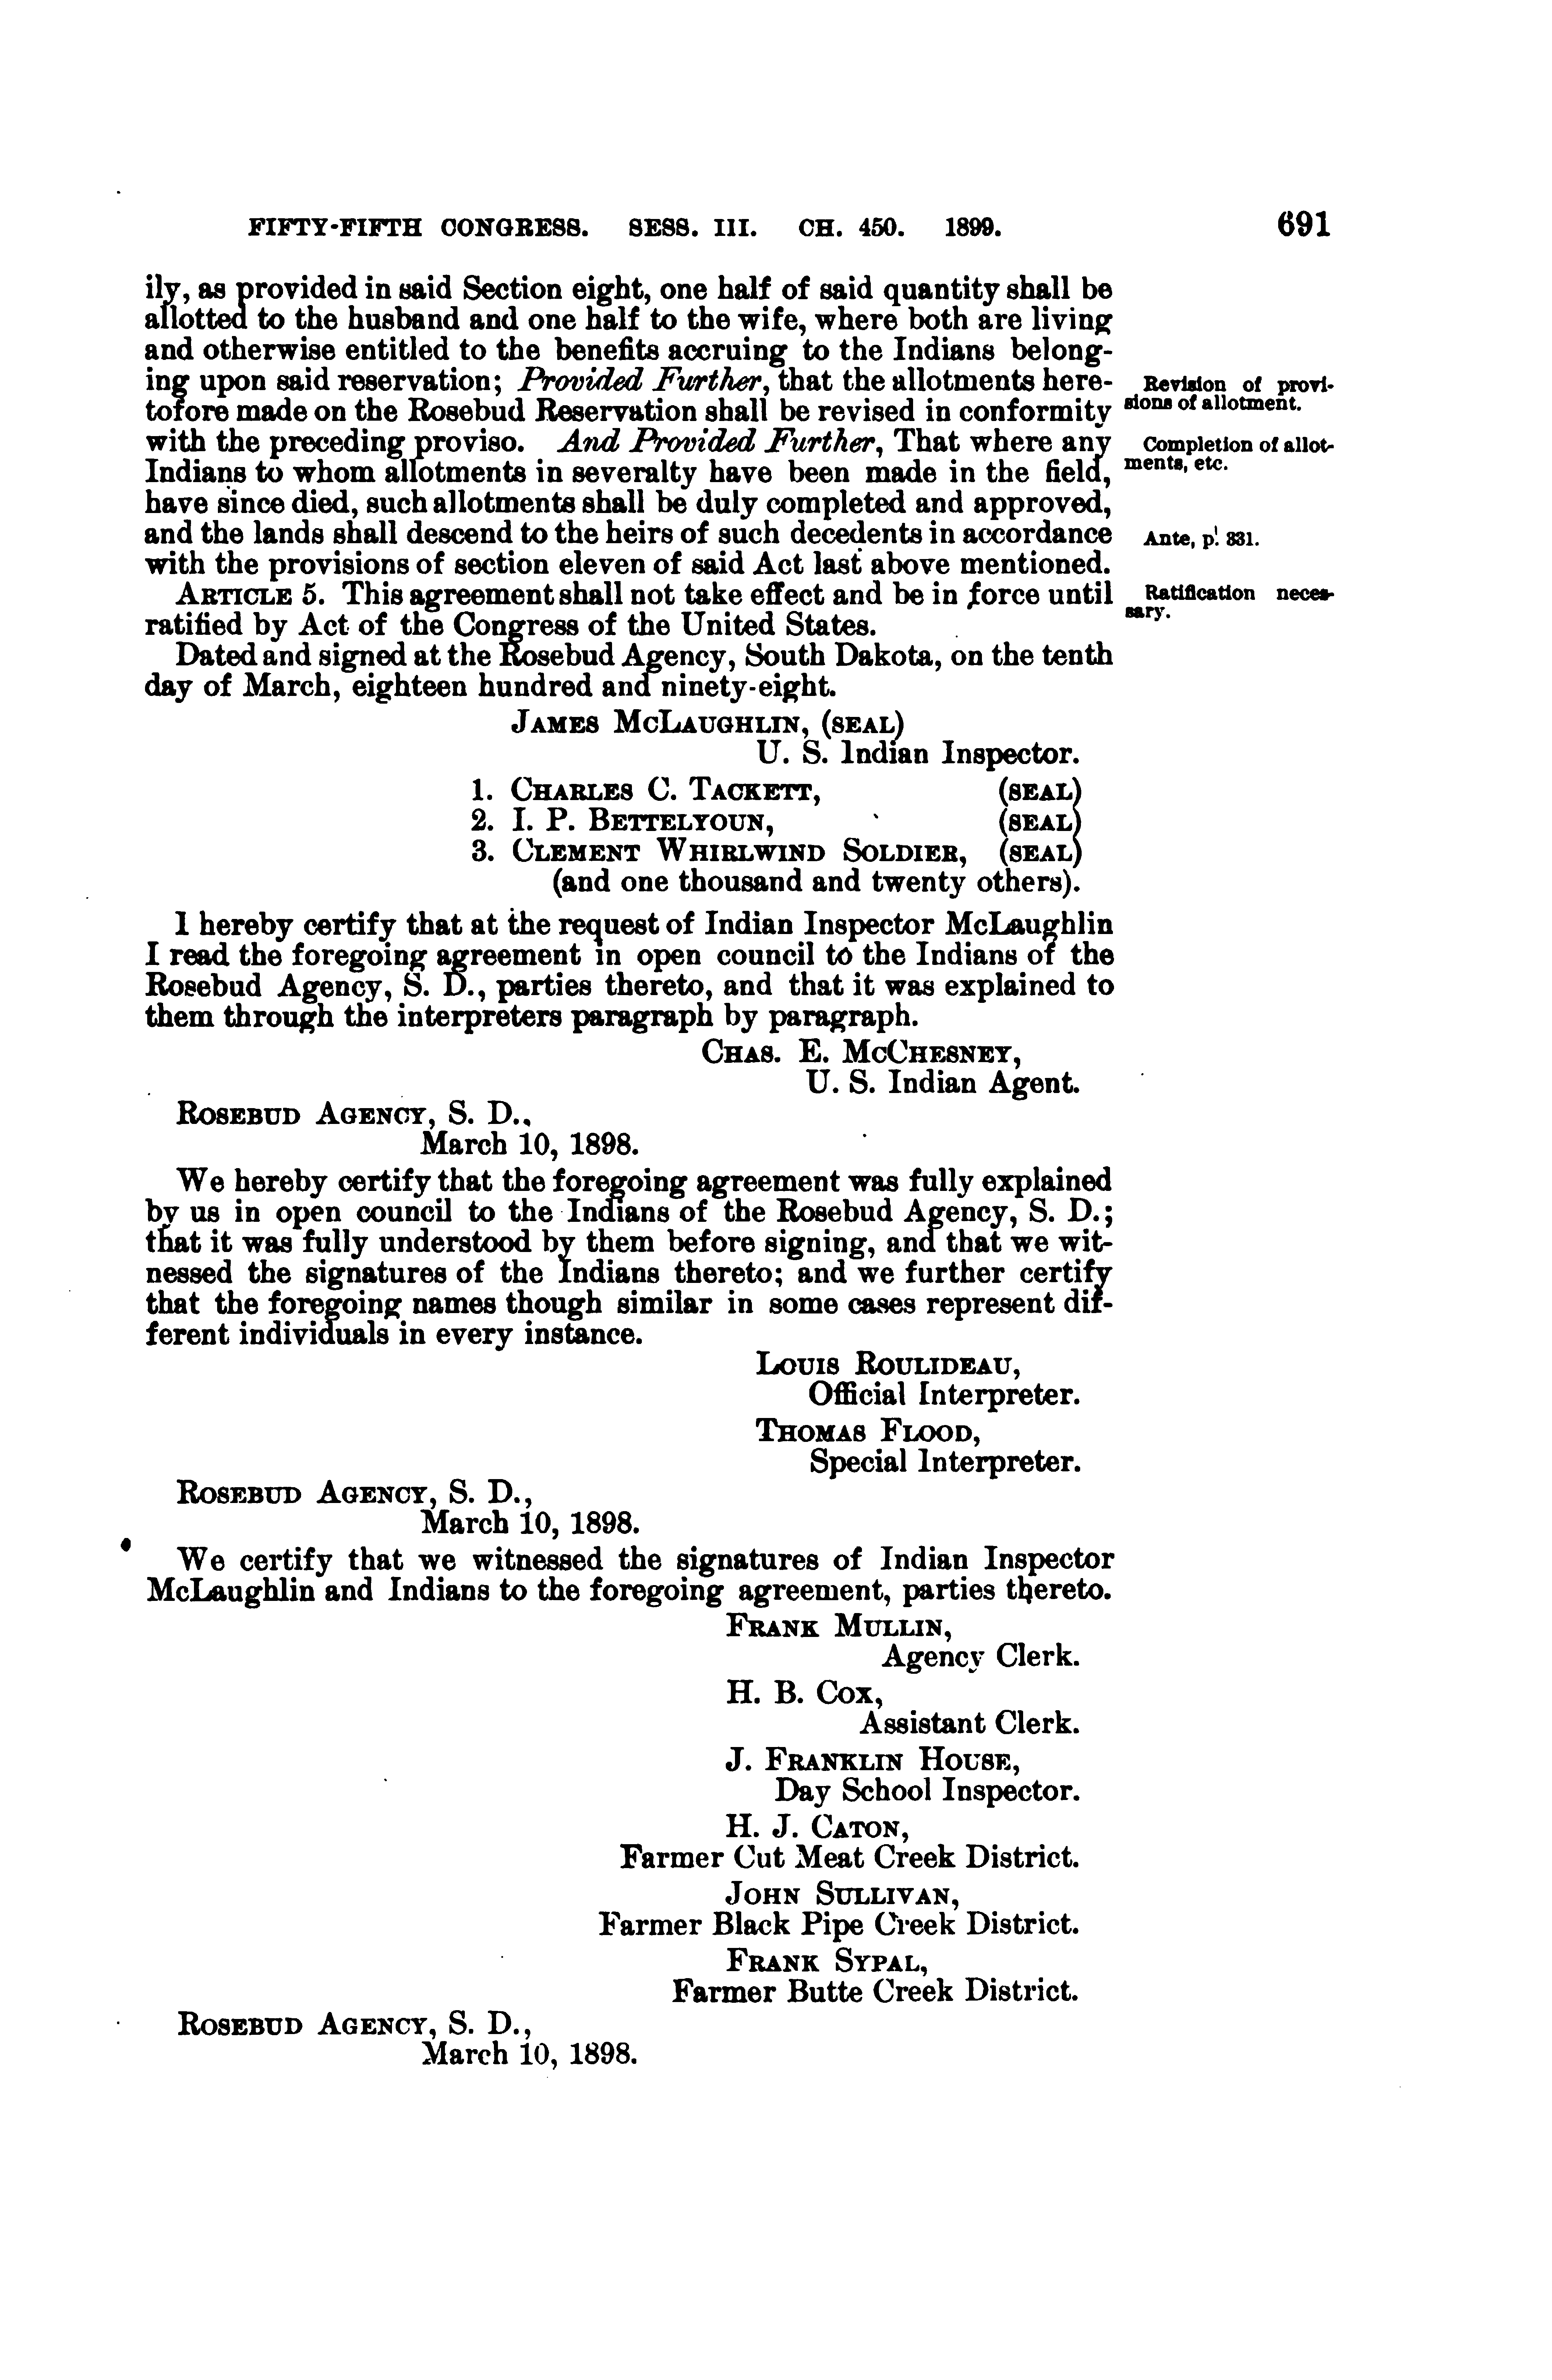 FIFTY-FIFTH CONGRESS. SESS. III. CH. 450. 1899. 691
ily, as provided in said Section eight, one half of said quantity shall be
allotted to the husband and one half to the wife, where both are living
and otherwise entitled to the benefits accruing to the Indians belong-
ing upon said reservation; Provided Further, that the allotments here-
tofore made on the Rosebud Reservation shall be revised in conformity
with the preceding proviso. And Provided Further, That where any
Indians to whom allotments in severalty have been made in the field,
have since died, such allotments shall be duly completed and approved,
and the lands shall descend to the heirs of such decedents in accordance
with the provisions of section eleven of said Act last above mentioned.
ARTICLE 5. This agreement shall not take effect and be in force until
ratified by Act of the Congress of the United States.
Dated and signed at the Rosebud Agency, South Dakota, on the tenth
day of March, eighteen hundred and ninety-eight.
Revision of provi-
sions of allotment.
Completion of allot-
ments, etc.
Ante, p. 331.
Ratification neces-
sary.
JAMES MCLAUGHLIN, (SEAL)
U. S. Indian Inspector.
1. CHARLES C. TACKETT, (SEAL)
2. I. P. BETTELYOUN, (SEAL)
3. CLEMENT WHIRLWIND SOLDIER, (SEAL)
(and one thousand and twenty others).
I hereby certify that at the request of Indian Inspector McLaughlin
I read the foregoing agreement in open council to the Indians of the
Rosebud Agency, S. D., parties thereto, and that it was explained to
them through the interpreters paragraph by paragraph.
CHAS. E. MCCHESNEY,
U. S. Indian Agent.
ROSEBUD AGENCY, S. D.,
March 10, 1898.
We hereby certify that the foregoing agreement was fully explained
by us in open council to the Indians of the Rosebud Agency, S. D.;
that it was fully understood by them before signing, and that we wit-
nessed the signatures of the Indians thereto; and we further certify
that the foregoing names though similar in some cases represent dif-
ferent individuals in every instance.
LOUIS ROULIDEAU,
Official Interpreter.
THOMAS FLOOD,
Special Interpreter.
ROSEBUD AGENCY, S. D.,
March 10, 1898.
We certify that we witnessed the signatures of Indian Inspector
McLaughlin and Indians to the foregoing agreement, parties thereto.
FRANK MULLIN,
Agency Clerk.
H. B. COX,
Assistant Clerk.
J. FRANKLIN HOUSE,
Day School Inspector.
H. J. CATON,
Farmer Cut Meat Creek District.
JOHN SULLIVAN,
Farmer Black Pipe Creek District.
FRANK SYPAL,
Farmer Butte Creek District.
ROSEBUD AGENCY, S. D.,
March 10, 1898.